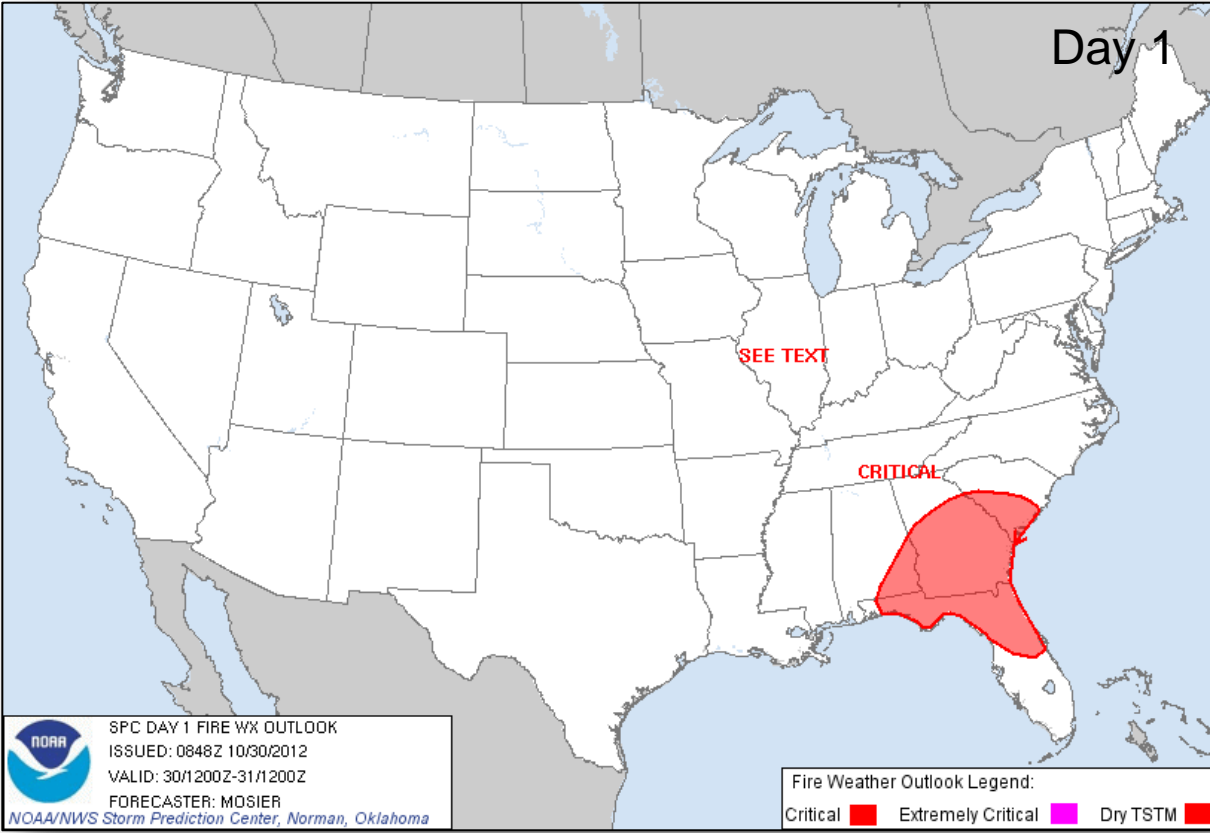 Day 1
SEE TEXT
CRITICAL
NOAA
SPC DAY 1 FIRE WX OUTLOOK
ISSUED: 0848Z 10/30/2012
VALID: 30/1200Z-31/1200Z
FORECASTER: MOSIER
NOAA/NWS Storm Prediction Center, Norman, Oklahoma
Fire Weather Outlook Legend:
Critical Extremely Critical Dry TSTM